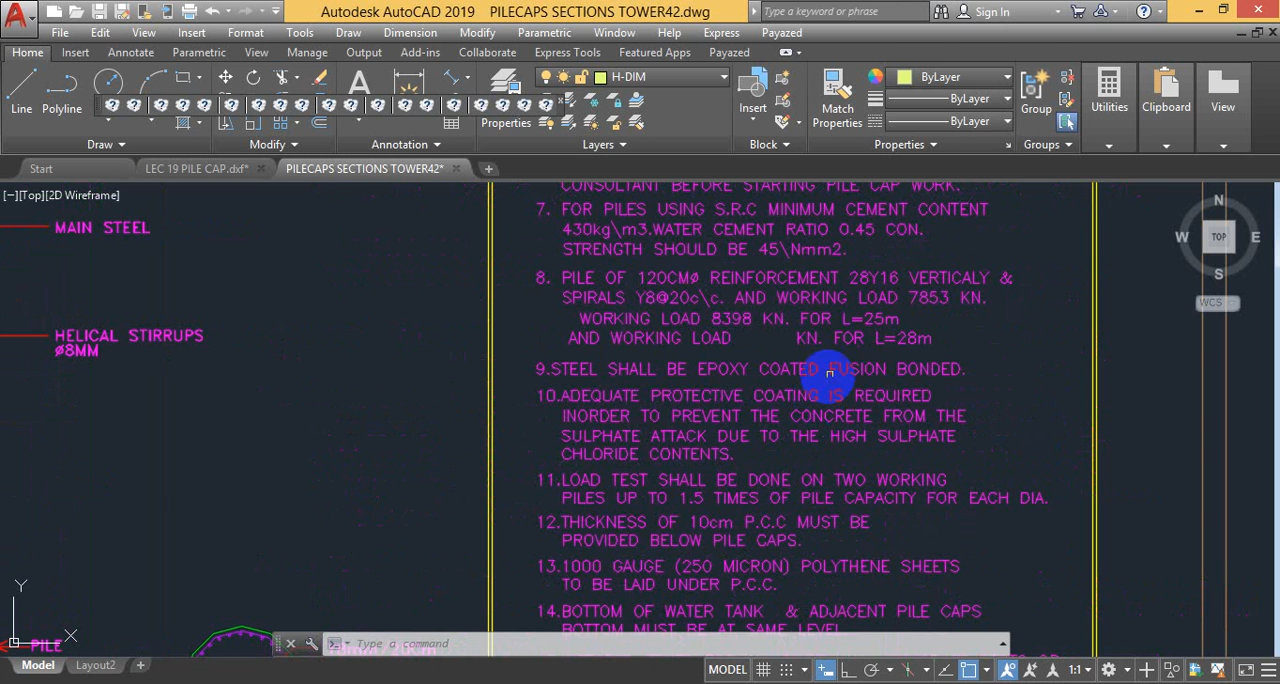 Autodesk AutoCAD 2019 PILECAPS SECTIONS TOWER42.dwg
Type a keyword or phrase
Sign In
File Edit View Insert Format Tools Draw Dimension Modify Parametric Window Help Express Payazed
Home Insert Annotate Parametric View Manage Output Add-ins Collaborate Express Tools Featured Apps Payazed
Line Polyline
Properties
H-DIM
Insert
Match Properties
ByLayer
ByLayer
ByLayer
Group
Utilities
Clipboard
View
Draw Modify Annotation Layers Block Properties Groups
Start LEC 19 PILE CAP.dxf* PILECAPS SECTIONS TOWER42*
[−][Top][2D Wireframe]
CONSULTANT BEFORE STARTING PILE CAP WORK.
7. FOR PILES USING S.R.C MINIMUM CEMENT CONTENT
430kg\m3.WATER CEMENT RATIO 0.45 CON.
STRENGTH SHOULD BE 45\Nmm2.
8. PILE OF 120CMø REINFORCEMENT 28Y16 VERTICALY &
SPIRALS Y8@20c\c. AND WORKING LOAD 7853 KN.
WORKING LOAD 8398 KN. FOR L=25m
AND WORKING LOAD KN. FOR L=28m
9.STEEL SHALL BE EPOXY COATED FUSION BONDED.
10.ADEQUATE PROTECTIVE COATING IS REQUIRED
INORDER TO PREVENT THE CONCRETE FROM THE
SULPHATE ATTACK DUE TO THE HIGH SULPHATE
CHLORIDE CONTENTS.
11.LOAD TEST SHALL BE DONE ON TWO WORKING
PILES UP TO 1.5 TIMES OF PILE CAPACITY FOR EACH DIA.
12.THICKNESS OF 10cm P.C.C MUST BE
PROVIDED BELOW PILE CAPS.
13.1000 GAUGE (250 MICRON) POLYTHENE SHEETS
TO BE LAID UNDER P.C.C.
14.BOTTOM OF WATER TANK & ADJACENT PILE CAPS
BOTTOM MUST BE AT SAME LEVEL
MAIN STEEL
HELICAL STIRRUPS
ø8MM
PILE
N
W TOP E
S
WCS
Y
X
Type a command
Model Layout2
MODEL
1:1